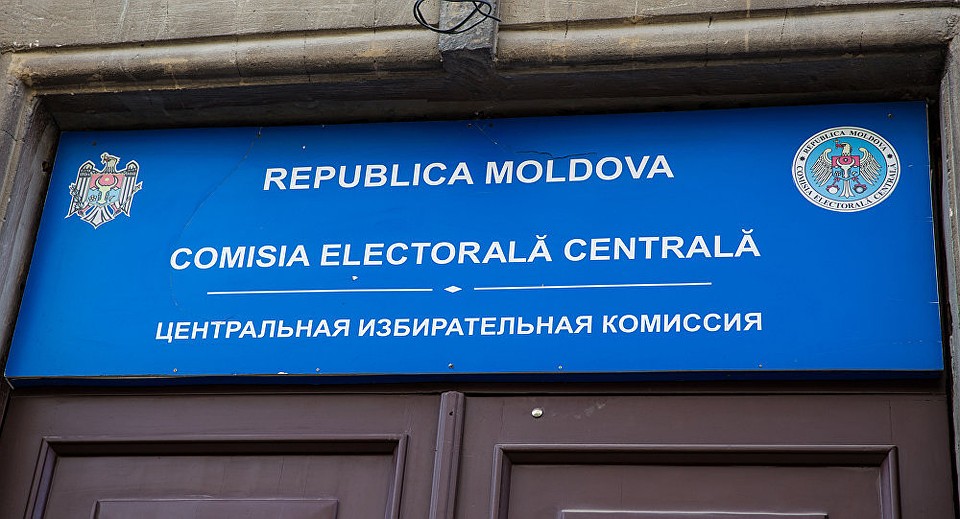 REPUBLICA MOLDOVA
REPUBLICA MOLDOVA
COMISIA ELECTORALĂ CENTRALĂ
COMISIA ELECTORALĂ CENTRALĂ
ЦЕНТРАЛЬНАЯ ИЗБИРАТЕЛЬНАЯ КОМИССИЯ